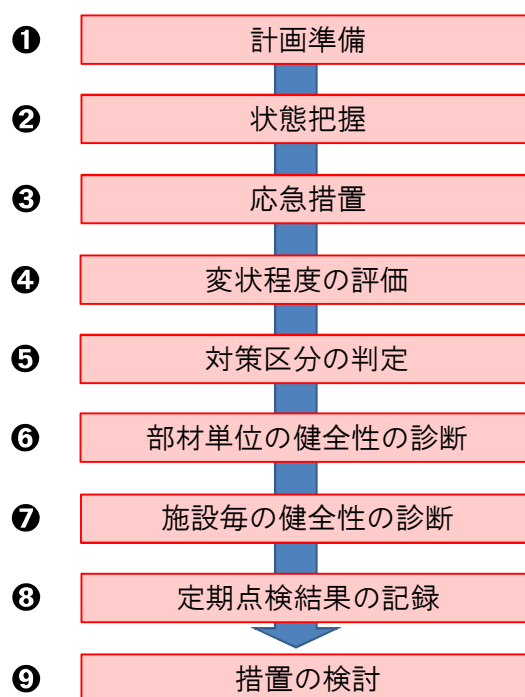 ❶ 計画準備
❷ 状態把握
❸ 応急措置
❹ 変状程度の評価
❺ 対策区分の判定
❻ 部材単位の健全性の診断
❼ 施設毎の健全性の診断
❽ 定期点検結果の記録
❾ 措置の検討